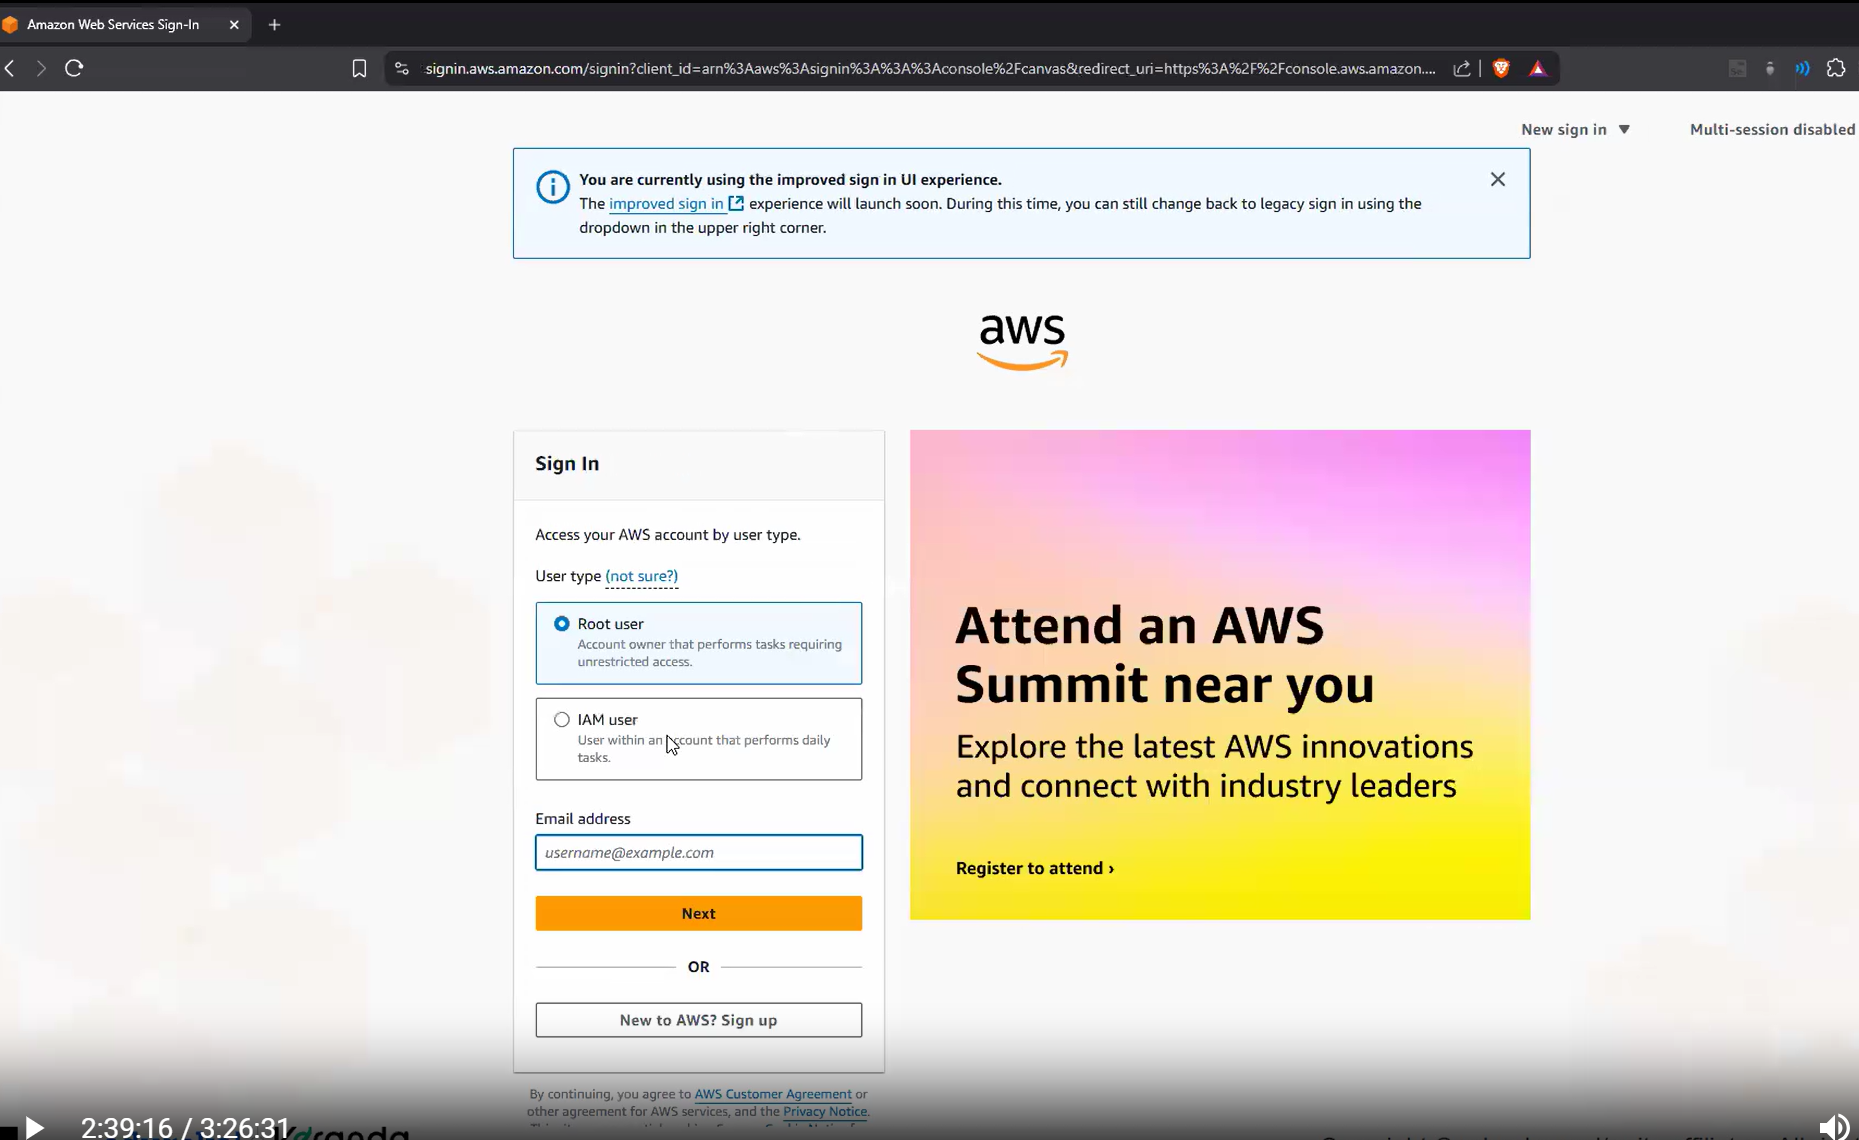 Amazon Web Services Sign-In
signin.aws.amazon.com/signin?client_id=arn%3Aaws%3Asignin%3A%3A%3Aconsole%2Fcanvas&redirect_uri=https%3A%2F%2Fconsole.aws.amazon....
New sign in
Multi-session disabled
You are currently using the improved sign in UI experience.
The improved sign in experience will launch soon. During this time, you can still change back to legacy sign in using the
dropdown in the upper right corner.
aws
Sign In
Access your AWS account by user type.
User type (not sure?)
Root user
Account owner that performs tasks requiring
unrestricted access.
IAM user
User within an account that performs daily
tasks.
Email address
username@example.com
Next
OR
New to AWS? Sign up
Attend an AWS
Summit near you
Explore the latest AWS innovations
and connect with industry leaders
Register to attend ›
By continuing, you agree to AWS Customer Agreement or
other agreement for AWS services, and the Privacy Notice.
2:39:16 / 3:26:31